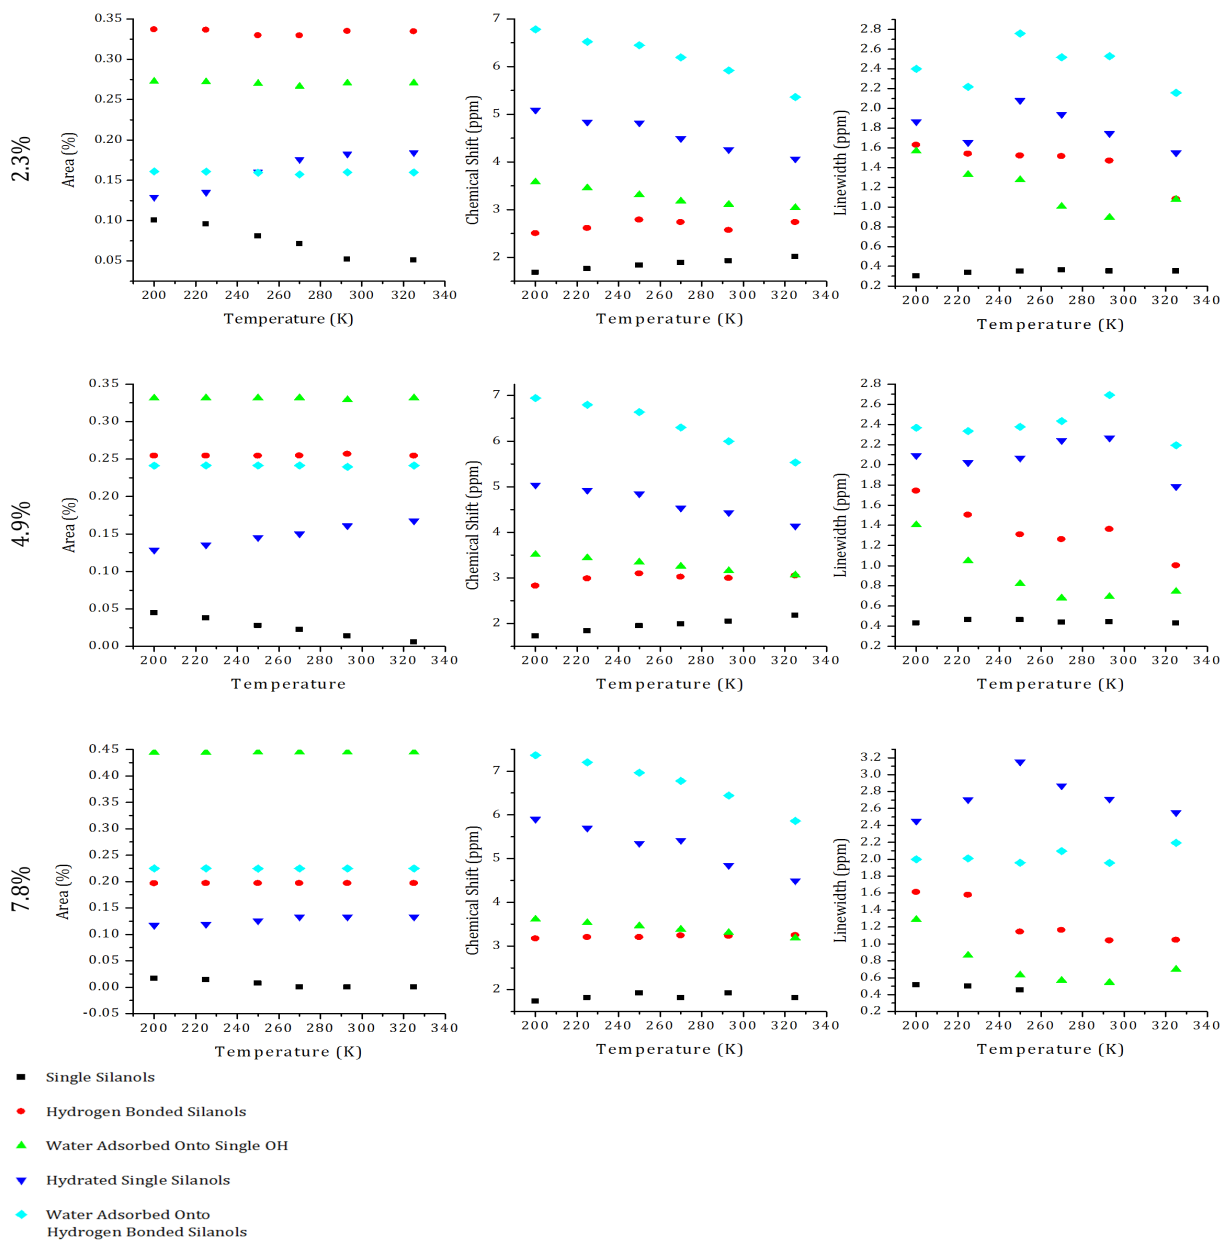 2.3%
Area (%)
0.35
0.30
0.25
0.20
0.15
0.10
0.05
200 220 240 260 280 300 320 340
Temperature (K)
Chemical Shift (ppm)
7
6
5
4
3
2
200 220 240 260 280 300 320 340
Temperature (K)
Linewidth (ppm)
2.8
2.6
2.4
2.2
2.0
1.8
1.6
1.4
1.2
1.0
0.8
0.6
0.4
0.2
200 220 240 260 280 300 320 340
Temperature (K)
4.9%
Area (%)
0.35
0.30
0.25
0.20
0.15
0.10
0.05
0.00
200 220 240 260 280 300 320 340
Temperature
Chemical Shift (ppm)
7
6
5
4
3
2
200 220 240 260 280 300 320 340
Temperature (K)
Linewidth (ppm)
2.8
2.6
2.4
2.2
2.0
1.8
1.6
1.4
1.2
1.0
0.8
0.6
0.4
0.2
200 220 240 260 280 300 320 340
Temperature (K)
7.8%
Area (%)
0.45
0.40
0.35
0.30
0.25
0.20
0.15
0.10
0.05
0.00
-0.05
200 220 240 260 280 300 320 340
Temperature (K)
Chemical Shift (ppm)
7
6
5
4
3
2
200 220 240 260 280 300 320 340
Temperature (K)
Linewidth (ppm)
3.2
3.0
2.8
2.6
2.4
2.2
2.0
1.8
1.6
1.4
1.2
1.0
0.8
0.6
0.4
0.2
200 220 240 260 280 300 320 340
Temperature (K)
Single Silanols
Hydrogen Bonded Silanols
Water Adsorbed Onto Single OH
Hydrated Single Silanols
Water Adsorbed Onto
Hydrogen Bonded Silanols